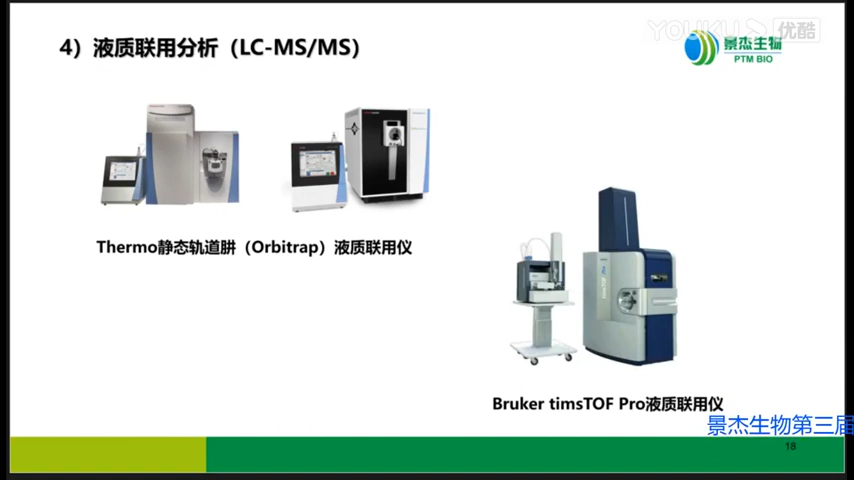 4）液质联用分析（LC-MS/MS）
YOUKU 优酷
景杰生物
PTM BIO
Thermo静态轨道肼（Orbitrap）液质联用仪
timsTOF Pro
Bruker timsTOF Pro液质联用仪
景杰生物第三届
18